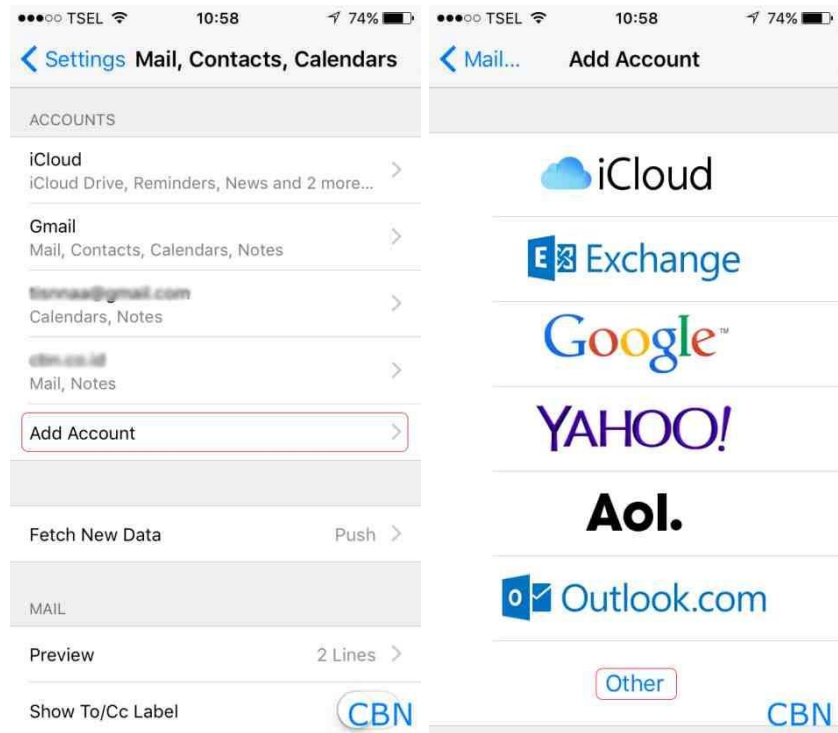 TSEL 10:58 74%
Settings Mail, Contacts, Calendars
ACCOUNTS
iCloud
iCloud Drive, Reminders, News and 2 more...
Gmail
Mail, Contacts, Calendars, Notes
Calendars, Notes
Mail, Notes
Add Account
Fetch New Data Push
MAIL
Preview 2 Lines
Show To/Cc Label
CBN
TSEL 10:58 74%
Mail... Add Account
iCloud
Exchange
Google™
YAHOO!
Aol.
Outlook.com
Other
CBN